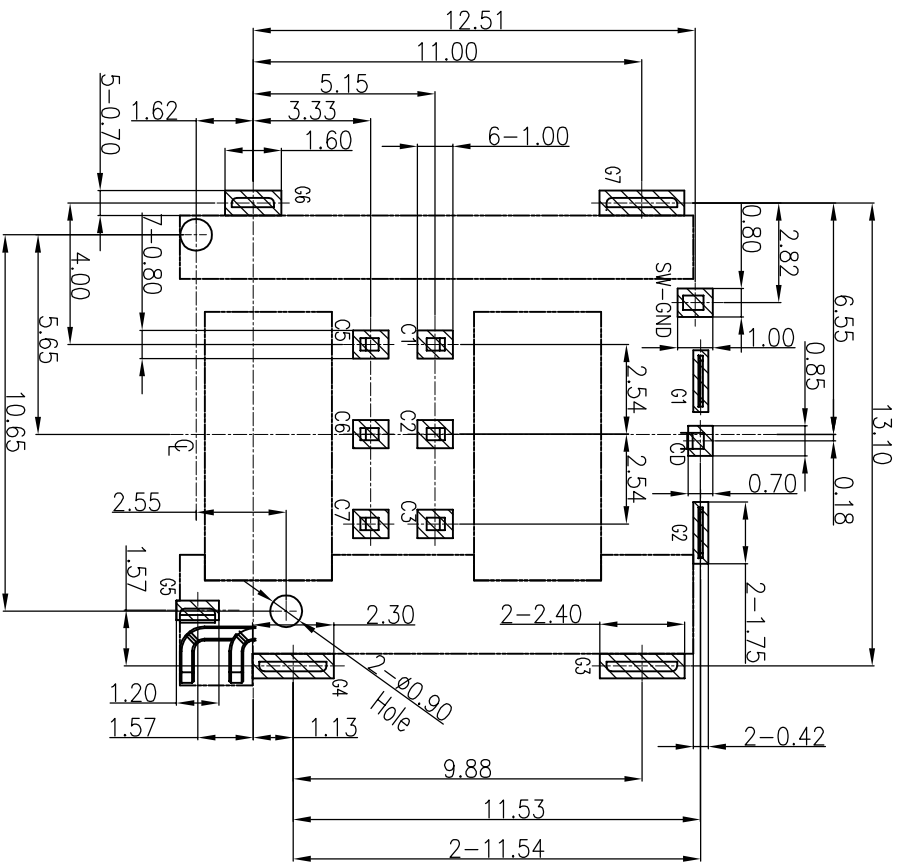 12.51
11.00
5.15
3.33
1.62
1.60
6-1.00
5-0.70
G6
G7
0.80
2.82
7-0.80
4.00
6.55
13.10
SW-GND
1.00
5.65
C5
C1
0.85
10.65
2.54
G1
C6
C2
CD
CL
2.54
0.18
0.70
2.55
C7
C3
G2
1.57
G5
2.30
2-2.40
2-1.75
G4
G3
1.20
2-ø0.90
Hole
1.57
1.13
2-0.42
9.88
11.53
2-11.54